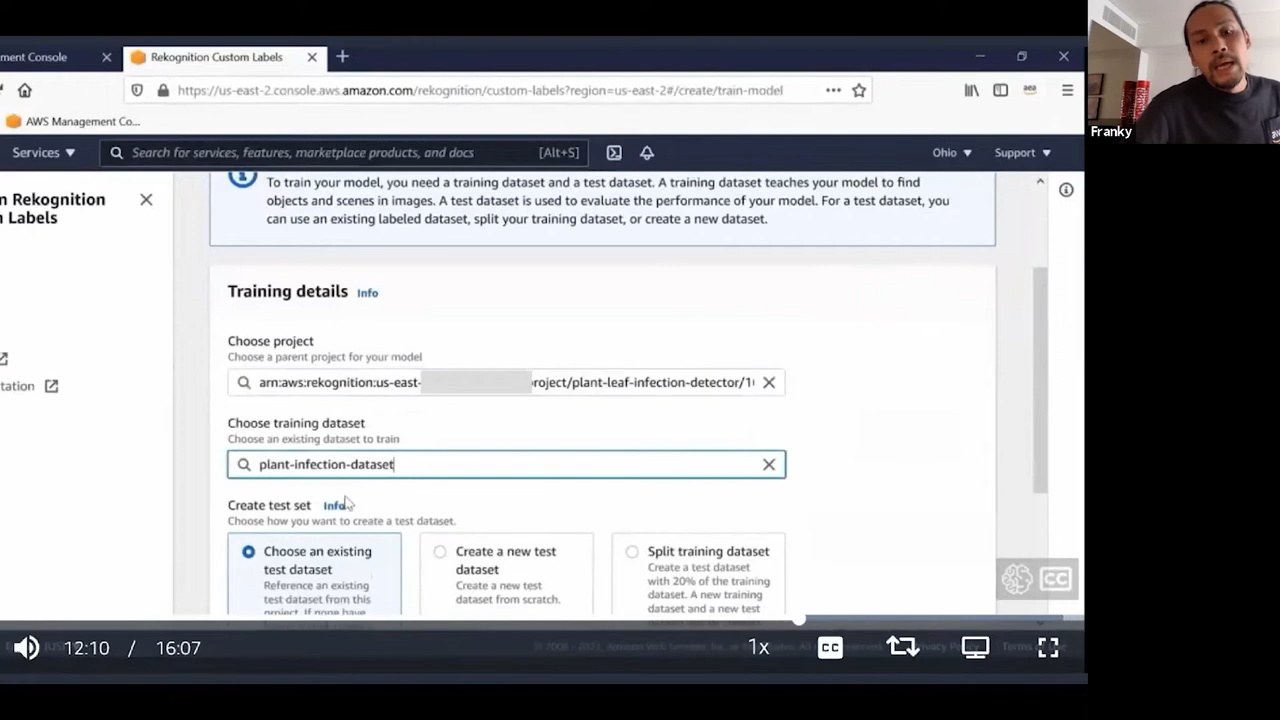 ment Console
Rekognition Custom Labels
https://us-east-2.console.aws.amazon.com/rekognition/custom-labels?region=us-east-2#/create/train-model
AWS Management Co...
Services
Search for services, features, marketplace products, and docs
[Alt+S]
Ohio
Support
Franky
n Rekognition
n Labels
tation
To train your model, you need a training dataset and a test dataset. A training dataset teaches your model to find
objects and scenes in images. A test dataset is used to evaluate the performance of your model. For a test dataset, you
can use an existing labeled dataset, split your training dataset, or create a new dataset.
Training details Info
Choose project
Choose a parent project for your model
arn:aws:rekognition:us-east- roject/plant-leaf-infection-detector/1
Choose training dataset
Choose an existing dataset to train
plant-infection-dataset
Create test set Info
Choose how you want to create a test dataset.
Choose an existing
test dataset
Reference an existing
test dataset from this
project. If none have
Create a new test
dataset
Create a new test
dataset from scratch.
Split training dataset
Create a test dataset
with 20% of the training
dataset. A new training
dataset and a new test
CC
12:10 / 16:07
1x
CC